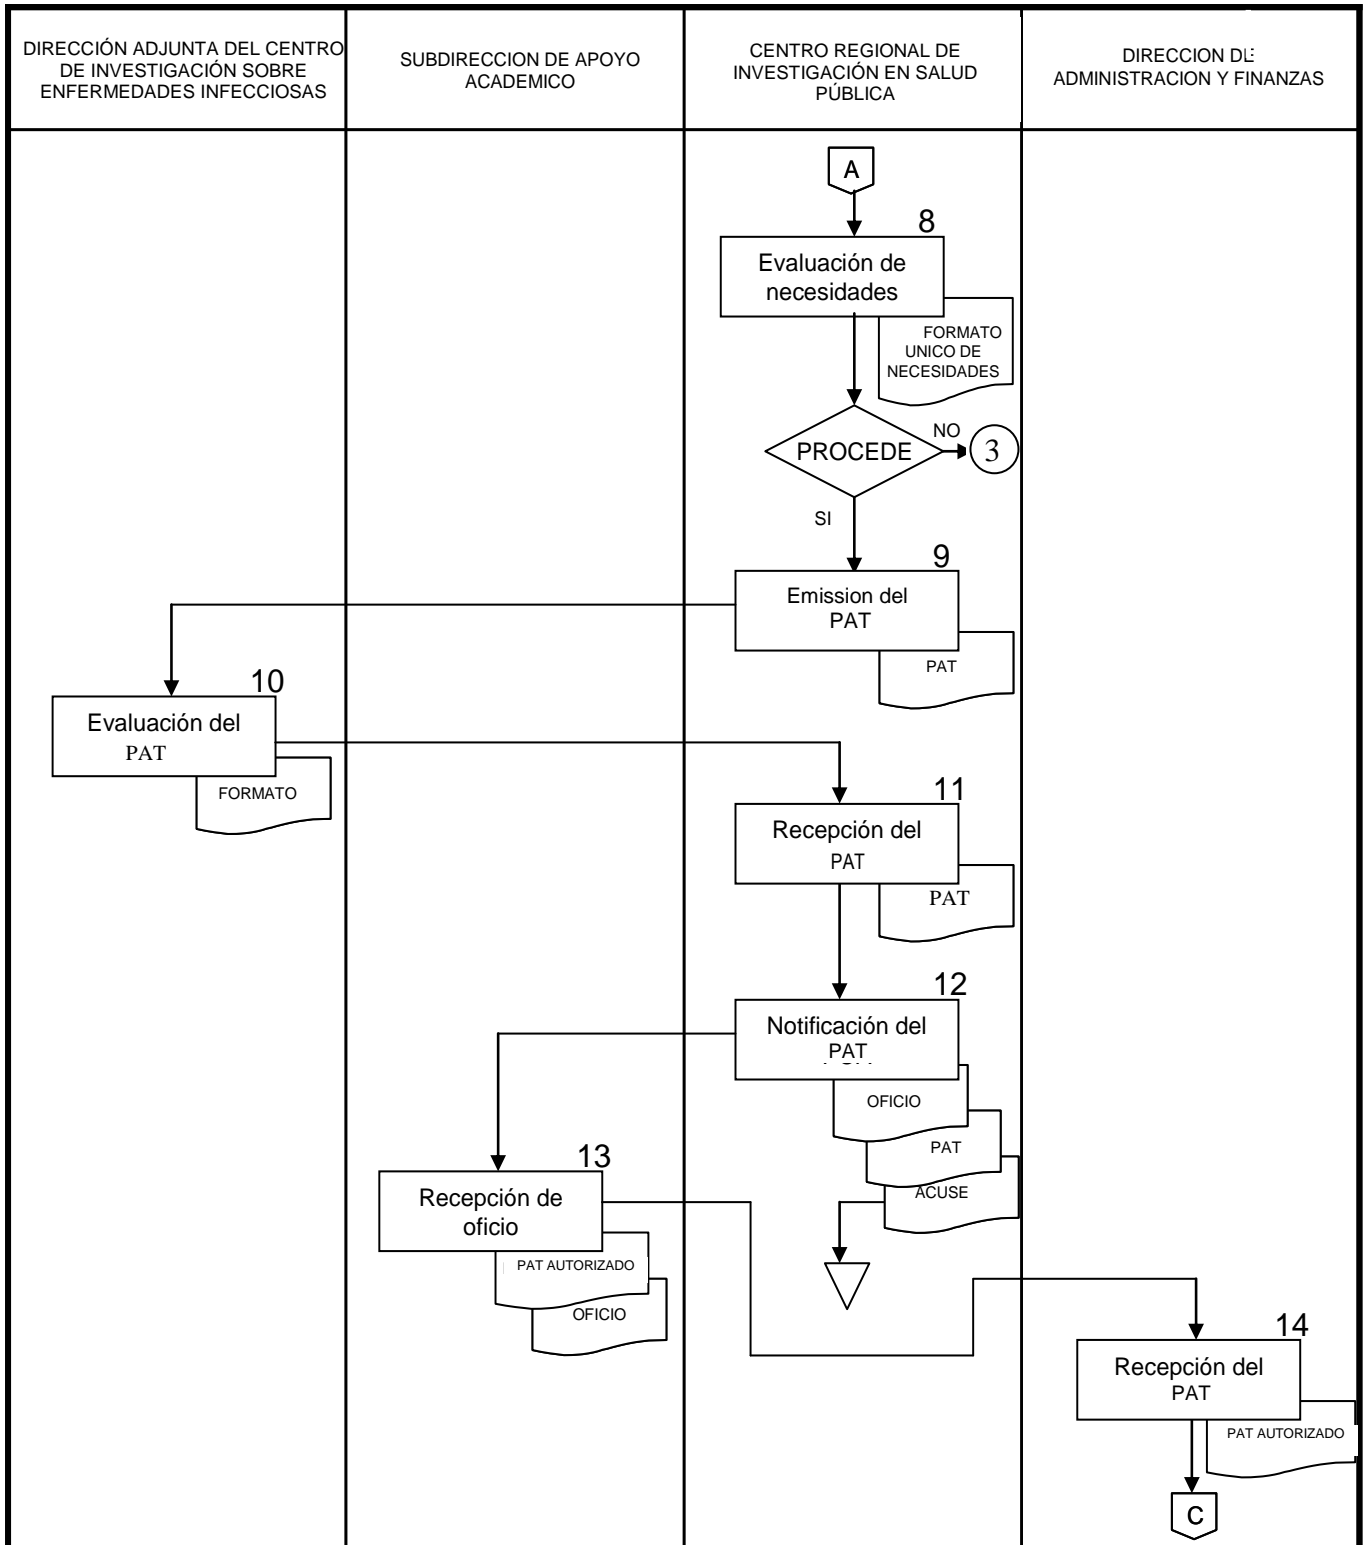 DIRECCIÓN ADJUNTA DEL CENTRO
DE INVESTIGACIÓN SOBRE
ENFERMEDADES INFECCIOSAS
SUBDIRECCION DE APOYO
ACADEMICO
CENTRO REGIONAL DE
INVESTIGACIÓN EN SALUD
PÚBLICA
DIRECCION DE
ADMINISTRACION Y FINANZAS
A
8
Evaluación de
necesidades
FORMATO
UNICO DE
NECESIDADES
PROCEDE
NO
3
SI
9
Emission del
PAT
PAT
10
Evaluación del
PAT
FORMATO
11
Recepción del
PAT
PAT
12
Notificación del
PAT
OFICIO
PAT
ACUSE
13
Recepción de
oficio
PAT AUTORIZADO
OFICIO
14
Recepción del
PAT
PAT AUTORIZADO
C